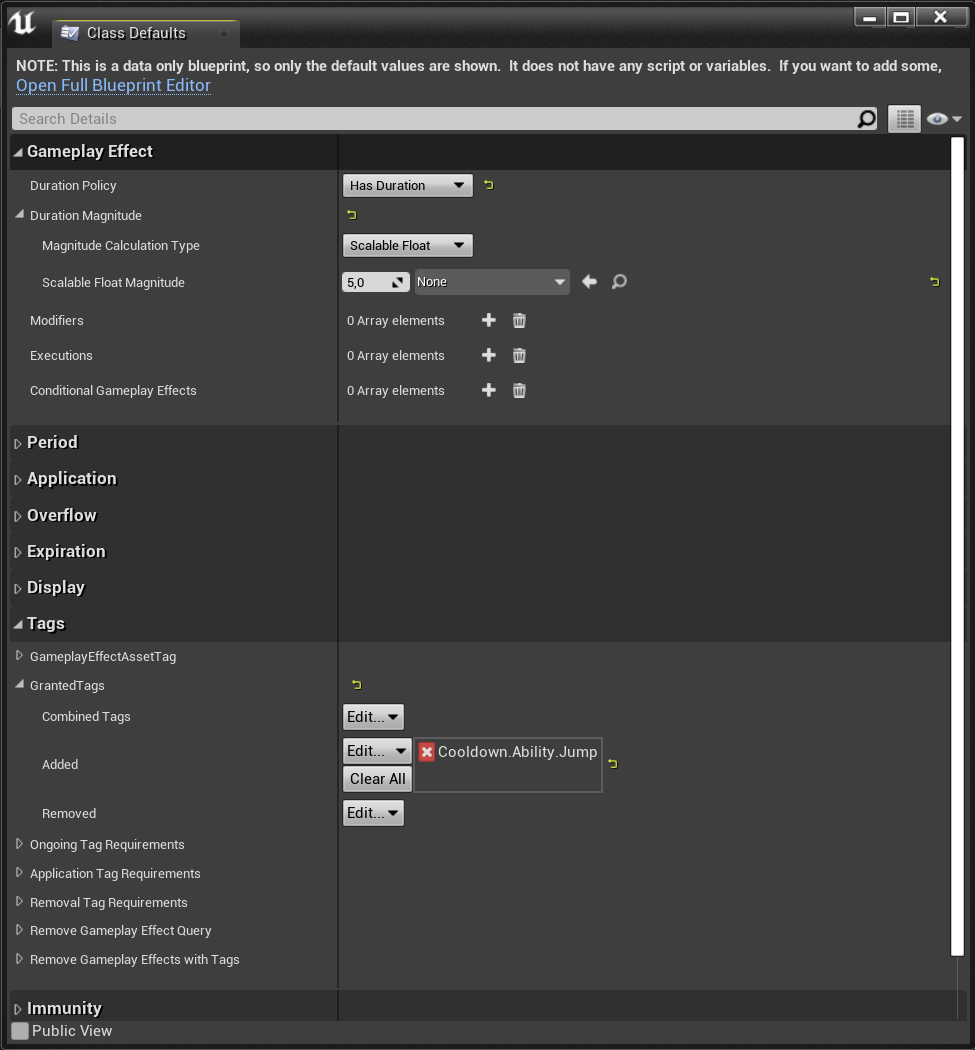 Class Defaults
NOTE: This is a data only blueprint, so only the default values are shown.  It does not have any script or variables.  If you want to add some,
Open Full Blueprint Editor
Search Details
Gameplay Effect
Duration Policy
Has Duration
Duration Magnitude
Magnitude Calculation Type
Scalable Float
Scalable Float Magnitude
5,0
None
Modifiers
0 Array elements
Executions
0 Array elements
Conditional Gameplay Effects
0 Array elements
Period
Application
Overflow
Expiration
Display
Tags
GameplayEffectAssetTag
GrantedTags
Combined Tags
Edit...
Added
Edit...
Cooldown.Ability.Jump
Clear All
Removed
Edit...
Ongoing Tag Requirements
Application Tag Requirements
Removal Tag Requirements
Remove Gameplay Effect Query
Remove Gameplay Effects with Tags
Immunity
Public View